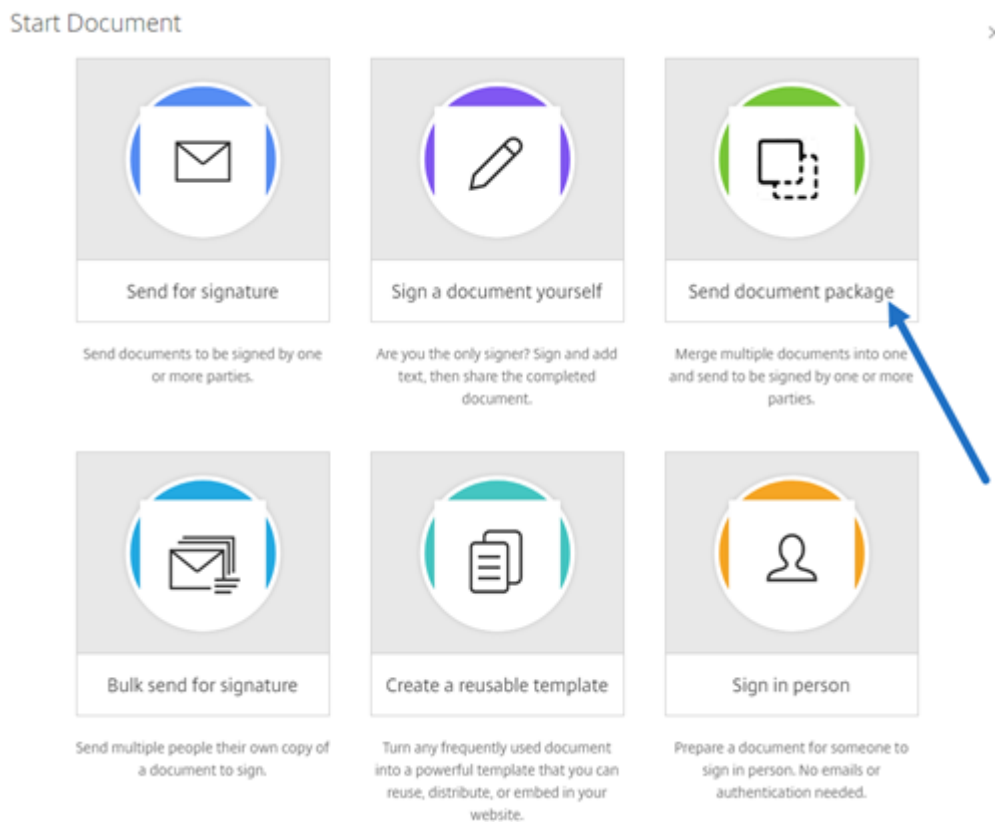 Start Document
Send for signature
Send documents to be signed by one
or more parties.
Sign a document yourself
Are you the only signer? Sign and add
text, then share the completed
document.
Send document package
Merge multiple documents into one
and send to be signed by one or more
parties.
Bulk send for signature
Send multiple people their own copy of
a document to sign.
Create a reusable template
Turn any frequently used document
into a powerful template that you can
reuse, distribute, or embed in your
website.
Sign in person
Prepare a document for someone to
sign in person. No emails or
authentication needed.